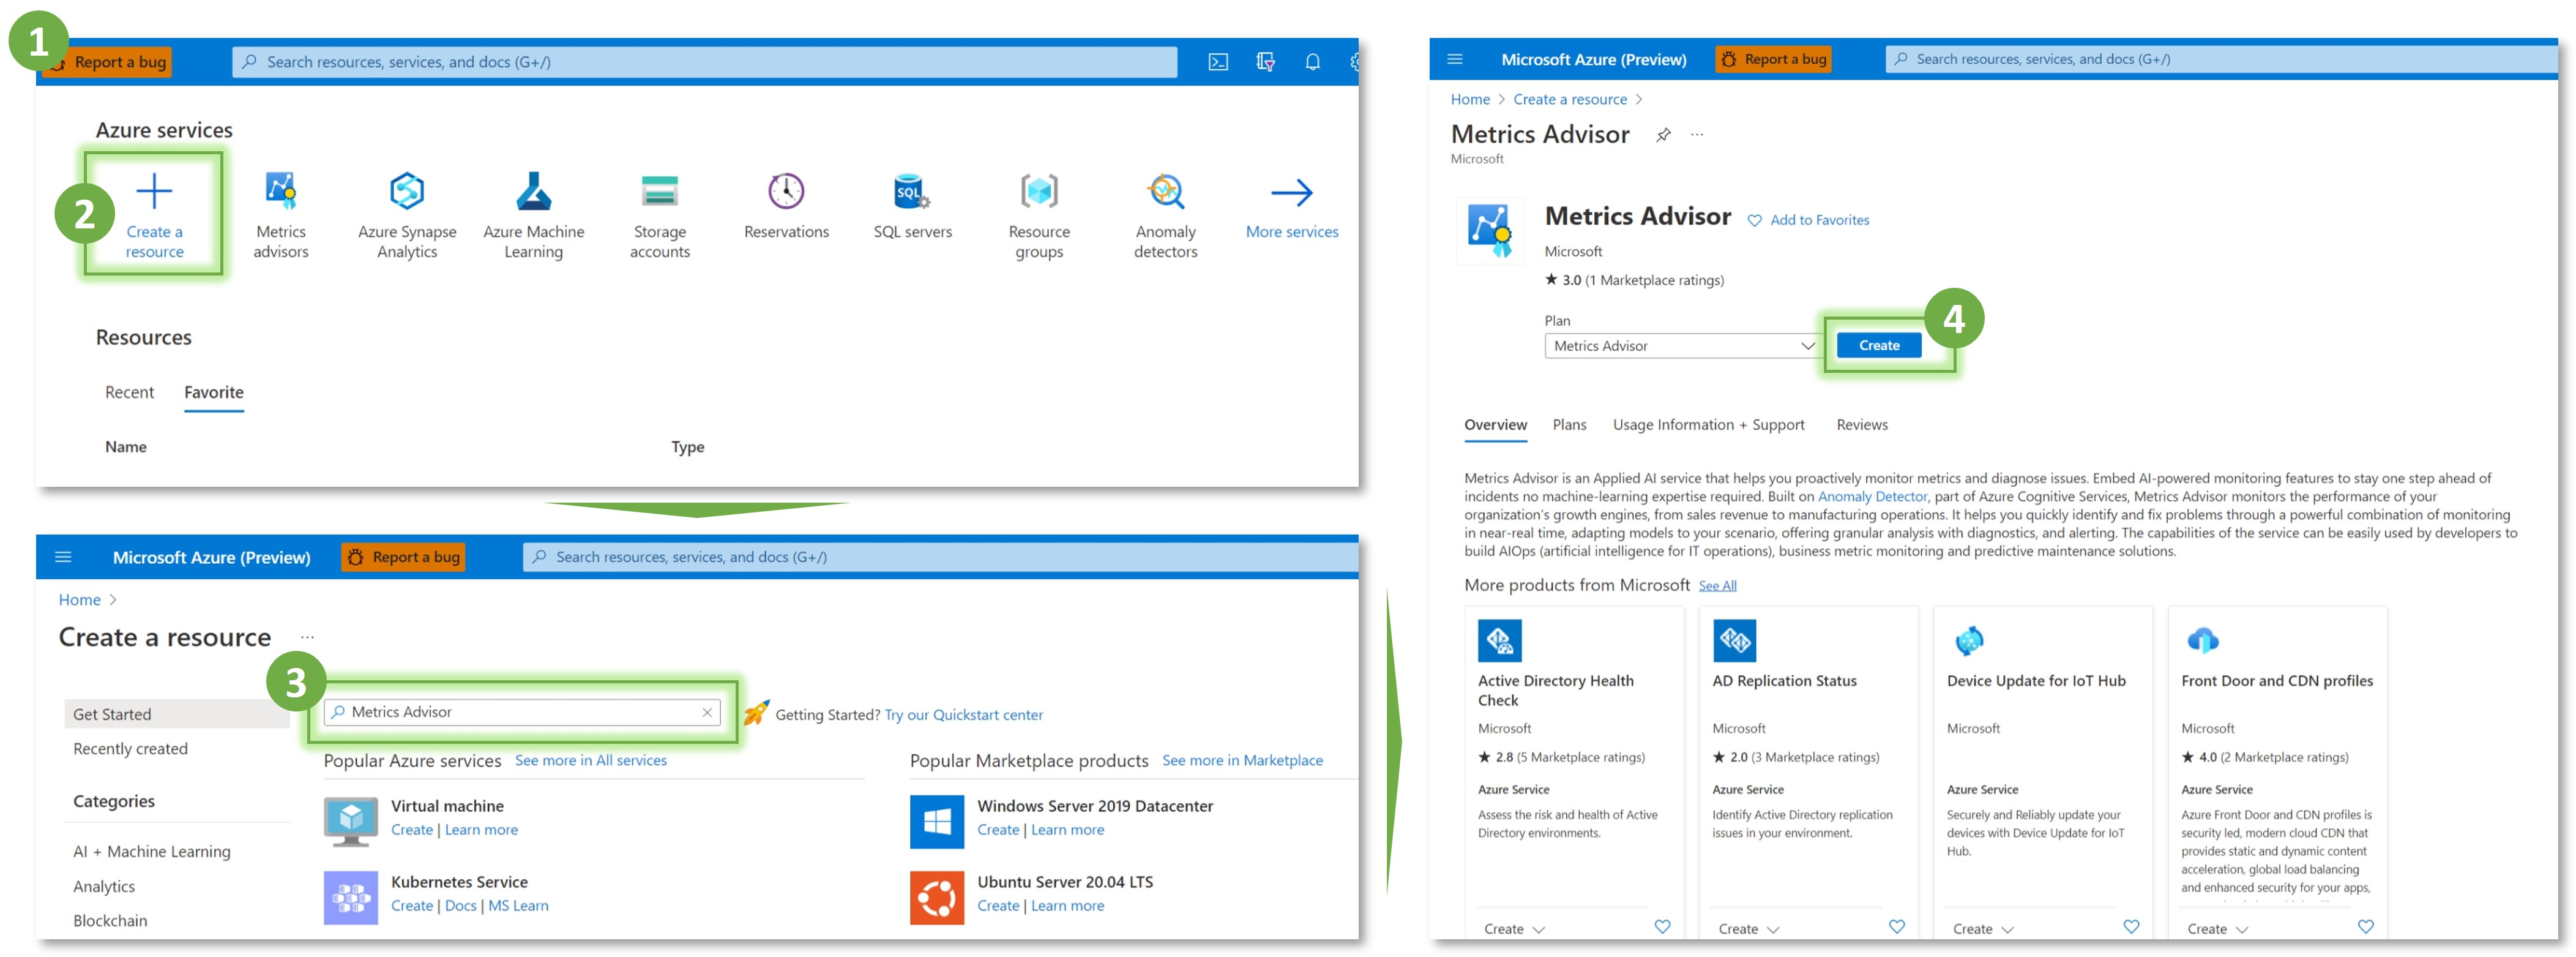 1
Report a bug
Search resources, services, and docs (G+/)
Azure services
2
Create a
resource
Metrics
advisors
Azure Synapse
Analytics
Azure Machine
Learning
Storage
accounts
Reservations
SQL
SQL servers
Resource
groups
Anomaly
detectors
More services
Resources
Recent Favorite
Name Type
Microsoft Azure (Preview) Report a bug Search resources, services, and docs (G+/)
Home >
Create a resource ...
3
Get Started
Recently created
Categories
AI + Machine Learning
Analytics
Blockchain
Metrics Advisor
Getting Started? Try our Quickstart center
Popular Azure services See more in All services
Virtual machine
Create | Learn more
Kubernetes Service
Create | Docs | MS Learn
Popular Marketplace products See more in Marketplace
Windows Server 2019 Datacenter
Create | Learn more
Ubuntu Server 20.04 LTS
Create | Learn more
Microsoft Azure (Preview) Report a bug Search resources, services, and docs (G+/)
Home > Create a resource >
Metrics Advisor ...
Microsoft
Metrics Advisor Add to Favorites
Microsoft
★ 3.0 (1 Marketplace ratings)
Plan
Metrics Advisor
Create
4
Overview Plans Usage Information + Support Reviews
Metrics Advisor is an Applied AI service that helps you proactively monitor metrics and diagnose issues. Embed AI-powered monitoring features to stay one step ahead of
incidents no machine-learning expertise required. Built on Anomaly Detector, part of Azure Cognitive Services, Metrics Advisor monitors the performance of your
organization's growth engines, from sales revenue to manufacturing operations. It helps you quickly identify and fix problems through a powerful combination of monitoring
in near-real time, adapting models to your scenario, offering granular analysis with diagnostics, and alerting. The capabilities of the service can be easily used by developers to
build AIOps (artificial intelligence for IT operations), business metric monitoring and predictive maintenance solutions.
More products from Microsoft See All
Active Directory Health
Check
Microsoft
★ 2.8 (5 Marketplace ratings)
Azure Service
Assess the risk and health of Active
Directory environments.
Create
AD Replication Status
Microsoft
★ 2.0 (3 Marketplace ratings)
Azure Service
Identify Active Directory replication
issues in your environment.
Create
Device Update for IoT Hub
Microsoft
Azure Service
Securely and Reliably update your
devices with Device Update for IoT
Hub.
Create
Front Door and CDN profiles
Microsoft
★ 4.0 (2 Marketplace ratings)
Azure Service
Azure Front Door and CDN profiles is
security led, modern cloud CDN that
provides static and dynamic content
acceleration, global load balancing
and enhanced security for your apps,
Create